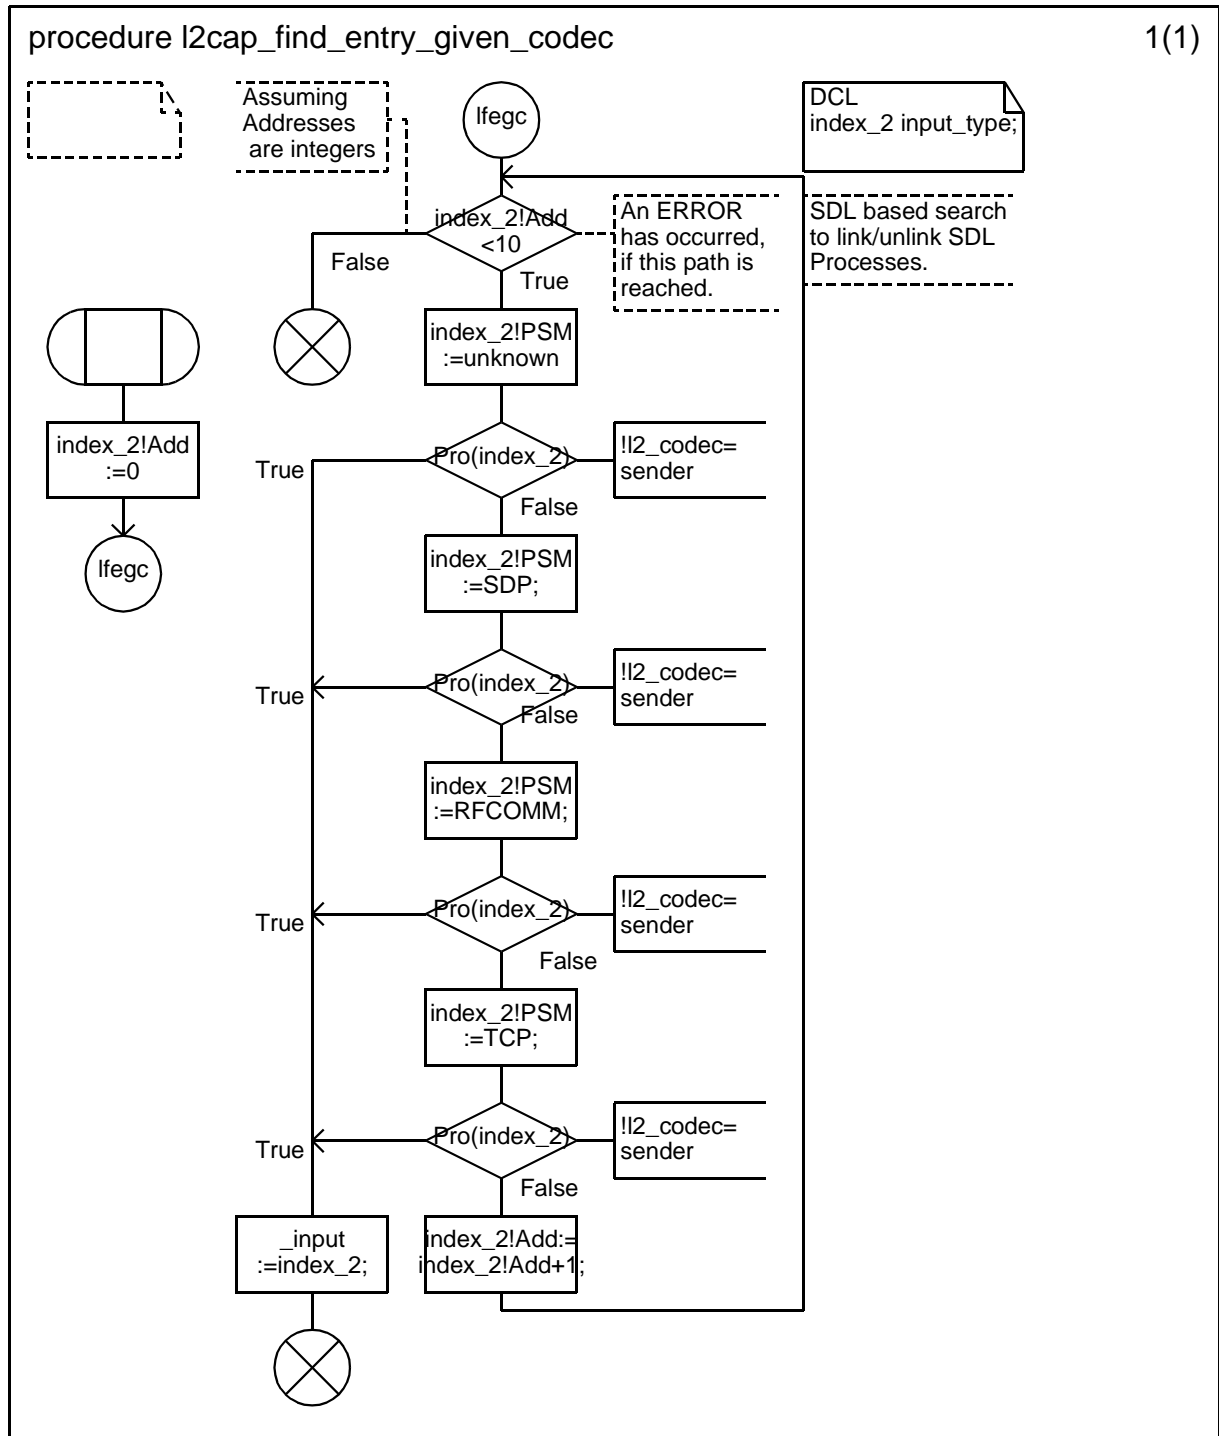 procedure l2cap_find_entry_given_codec
1(1)
Assuming
Addresses
are integers
lfegc
DCL
index_2 input_type;
index_2!Add
<10
An ERROR
has occurred,
if this path is
reached.
SDL based search
to link/unlink SDL
Processes.
False
True
index_2!PSM
:=unknown
index_2!Add
:=0
True
Pro(index_2)
!l2_codec=
sender
False
lfegc
index_2!PSM
:=SDP;
True
Pro(index_2)
!l2_codec=
sender
False
index_2!PSM
:=RFCOMM;
True
Pro(index_2)
!l2_codec=
sender
False
index_2!PSM
:=TCP;
True
Pro(index_2)
!l2_codec=
sender
False
_input
:=index_2;
index_2!Add:=
index_2!Add+1;